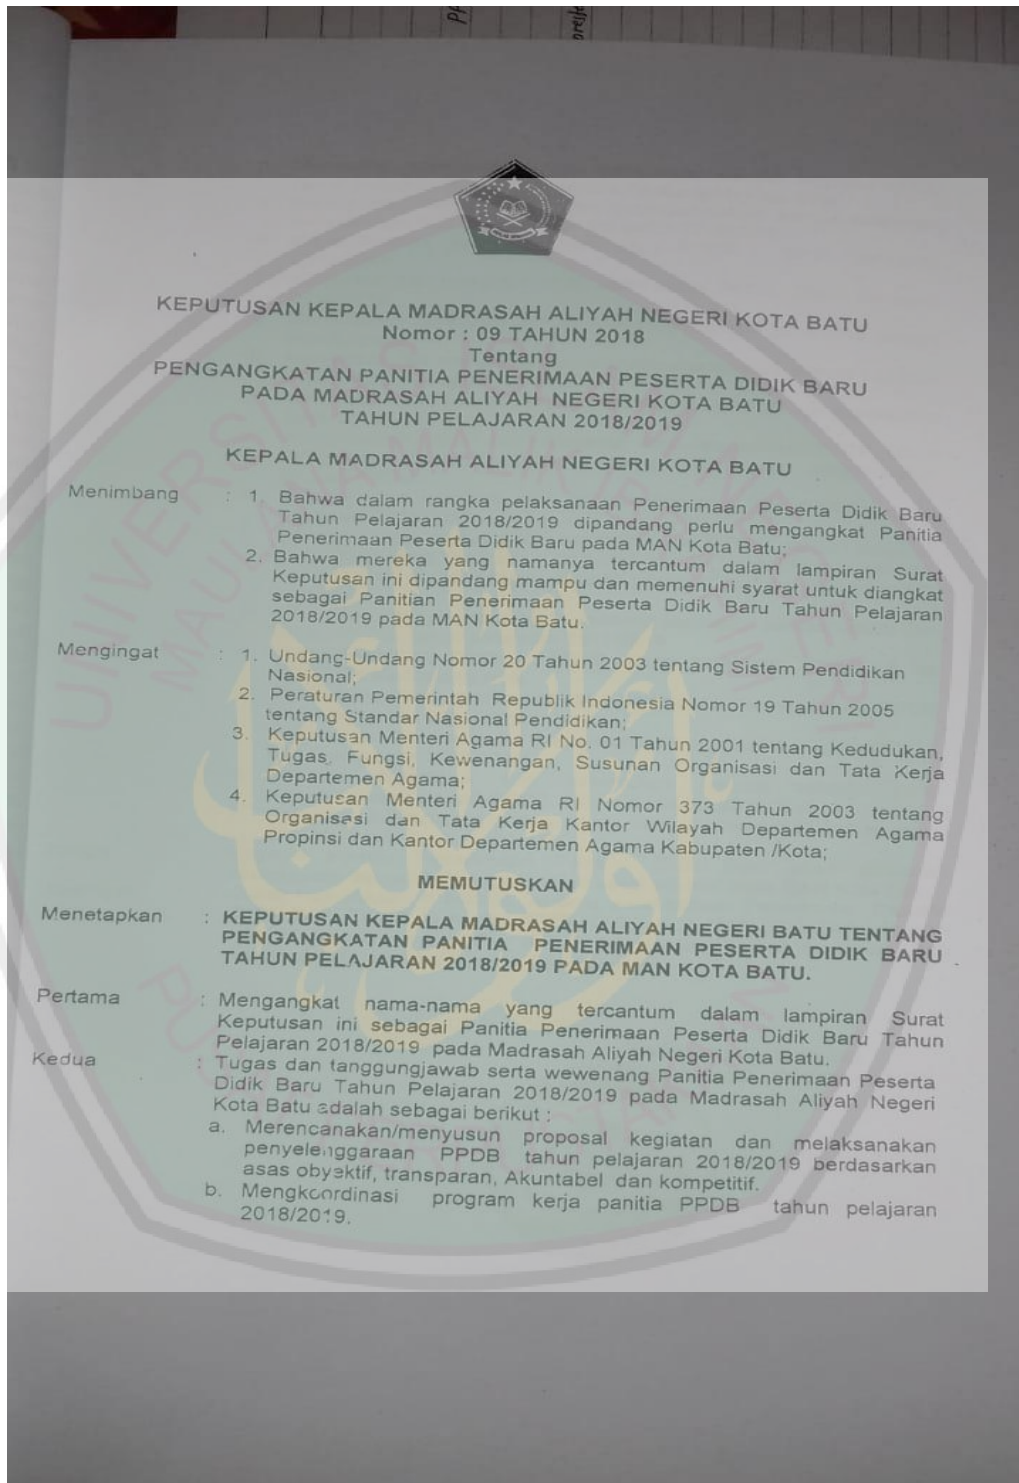 KEPUTUSAN KEPALA MADRASAH ALIYAH NEGERI KOTA BATU
Nomor : 09 TAHUN 2018
Tentang
PENGANGKATAN PANITIA PENERIMAAN PESERTA DIDIK BARU
PADA MADRASAH ALIYAH NEGERI KOTA BATU
TAHUN PELAJARAN 2018/2019
KEPALA MADRASAH ALIYAH NEGERI KOTA BATU
Menimbang : 1. Bahwa dalam rangka pelaksanaan Penerimaan Peserta Didik Baru
Tahun Pelajaran 2018/2019 dipandang perlu mengangkat Panitia
Penerimaan Peserta Didik Baru pada MAN Kota Batu;
2. Bahwa mereka yang namanya tercantum dalam lampiran Surat
Keputusan ini dipandang mampu dan memenuhi syarat untuk diangkat
sebagai Panitian Penerimaan Peserta Didik Baru Tahun Pelajaran
2018/2019 pada MAN Kota Batu.
Mengingat : 1. Undang-Undang Nomor 20 Tahun 2003 tentang Sistem Pendidikan
Nasional;
2. Peraturan Pemerintah Republik Indonesia Nomor 19 Tahun 2005
tentang Standar Nasional Pendidikan;
3. Keputusan Menteri Agama RI No. 01 Tahun 2001 tentang Kedudukan,
Tugas, Fungsi, Kewenangan, Susunan Organisasi dan Tata Kerja
Departemen Agama;
4. Keputusan Menteri Agama RI Nomor 373 Tahun 2003 tentang
Organisasi dan Tata Kerja Kantor Wilayah Departemen Agama
Propinsi dan Kantor Departemen Agama Kabupaten /Kota;
MEMUTUSKAN
Menetapkan : KEPUTUSAN KEPALA MADRASAH ALIYAH NEGERI BATU TENTANG
PENGANGKATAN PANITIA PENERIMAAN PESERTA DIDIK BARU
TAHUN PELAJARAN 2018/2019 PADA MAN KOTA BATU.
Pertama : Mengangkat nama-nama yang tercantum dalam lampiran Surat
Keputusan ini sebagai Panitia Penerimaan Peserta Didik Baru Tahun
Pelajaran 2018/2019 pada Madrasah Aliyah Negeri Kota Batu.
Kedua : Tugas dan tanggungjawab serta wewenang Panitia Penerimaan Peserta
Didik Baru Tahun Pelajaran 2018/2019 pada Madrasah Aliyah Negeri
Kota Batu adalah sebagai berikut :
a. Merencanakan/menyusun proposal kegiatan dan melaksanakan
penyelenggaraan PPDB tahun pelajaran 2018/2019 berdasarkan
asas obyektif, transparan, Akuntabel dan kompetitif.
b. Mengkoordinasi program kerja panitia PPDB tahun pelajaran
2018/2019.